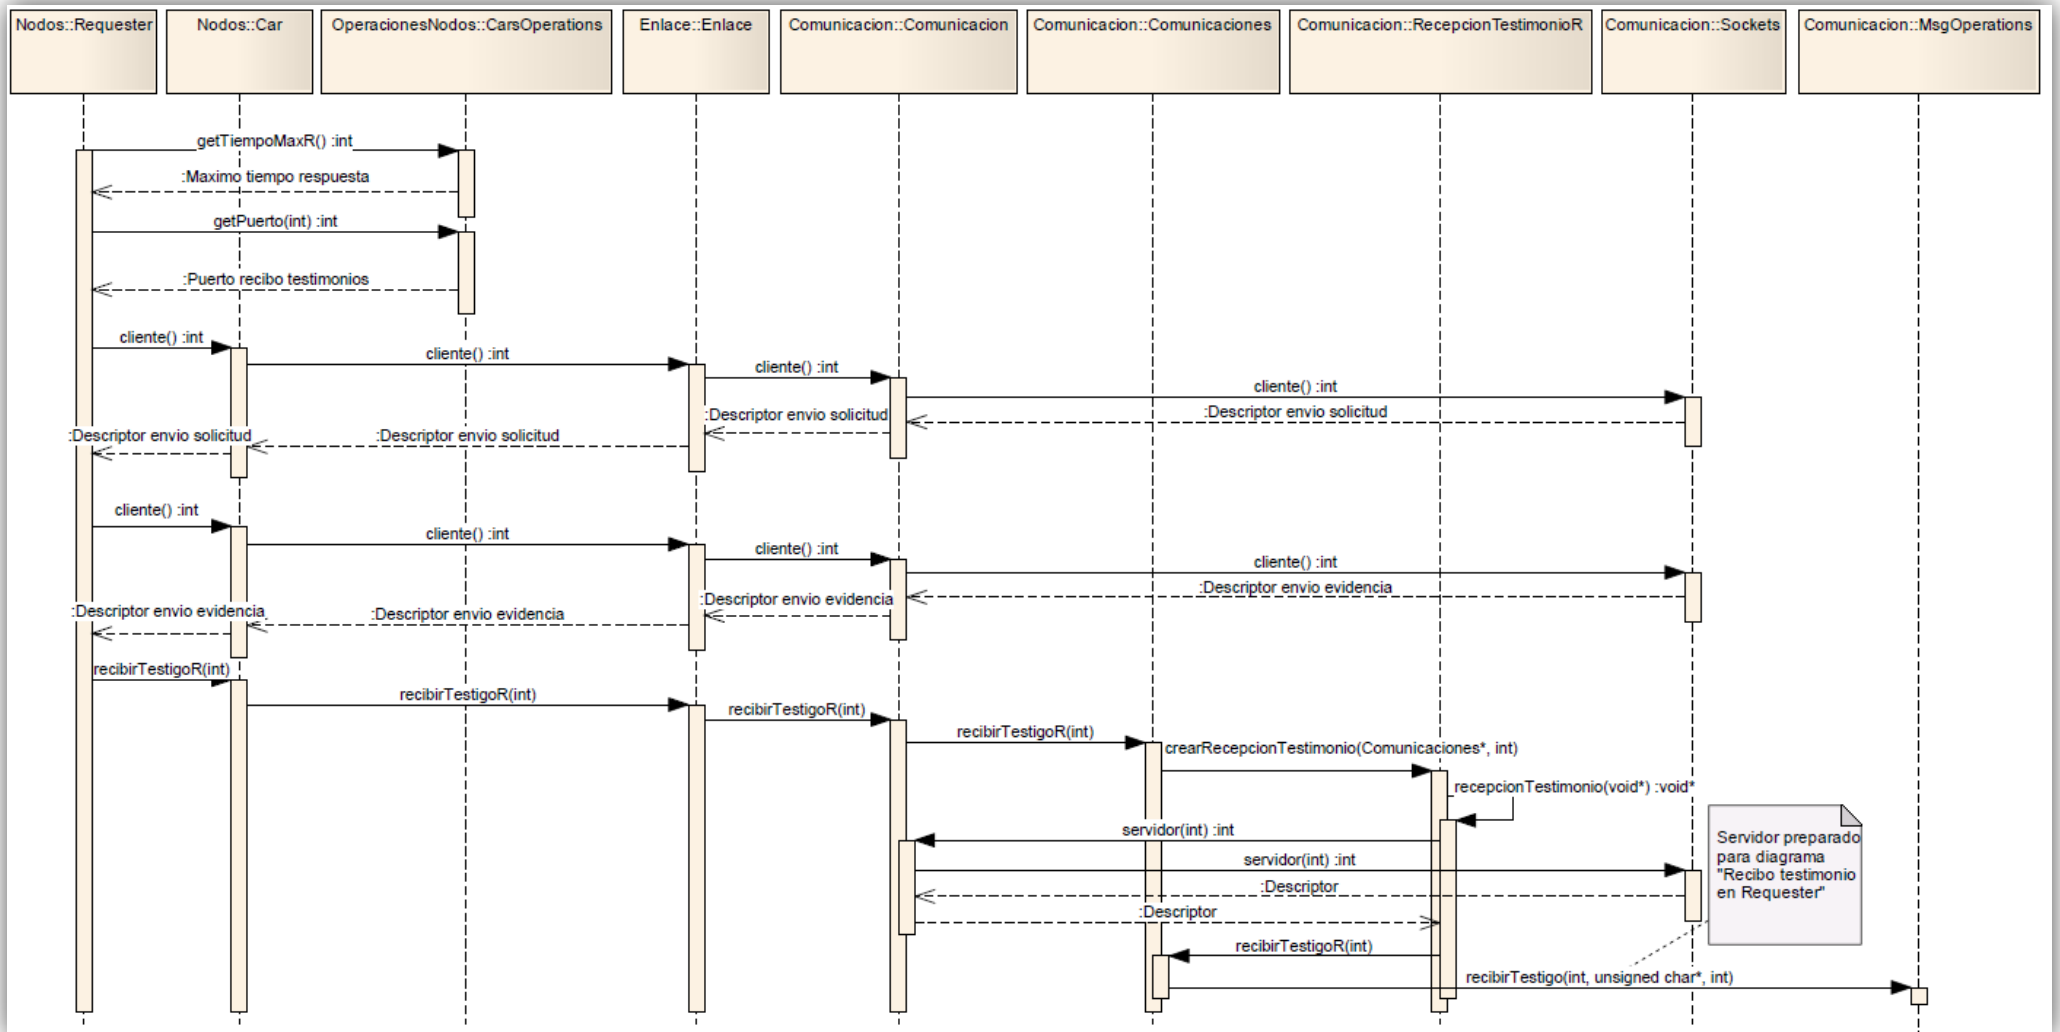 Nodos::Requester
Nodos::Car
OperacionesNodos::CarsOperations
Enlace::Enlace
Comunicacion::Comunicacion
Comunicacion::Comunicaciones
Comunicacion::RecepcionTestimonioR
Comunicacion::Sockets
Comunicacion::MsgOperations
getTiempoMaxR() :int
:Maximo tiempo respuesta
getPuerto(int) :int
:Puerto recibo testimonios
cliente() :int
cliente() :int
cliente() :int
cliente() :int
:Descriptor envio solicitud
:Descriptor envio solicitud
:Descriptor envio solicitud
:Descriptor envio solicitud
cliente() :int
cliente() :int
cliente() :int
cliente() :int
:Descriptor envio evidencia
:Descriptor envio evidencia
:Descriptor envio evidencia
:Descriptor envio evidencia
recibirTestigoR(int)
recibirTestigoR(int)
recibirTestigoR(int)
recibirTestigoR(int)
crearRecepcionTestimonio(Comunicaciones*, int)
recepcionTestimonio(void*) :void*
servidor(int) :int
servidor(int) :int
:Descriptor
:Descriptor
Servidor preparado
para diagrama
"Recibo testimonio
en Requester"
recibirTestigoR(int)
recibirTestigo(int, unsigned char*, int)